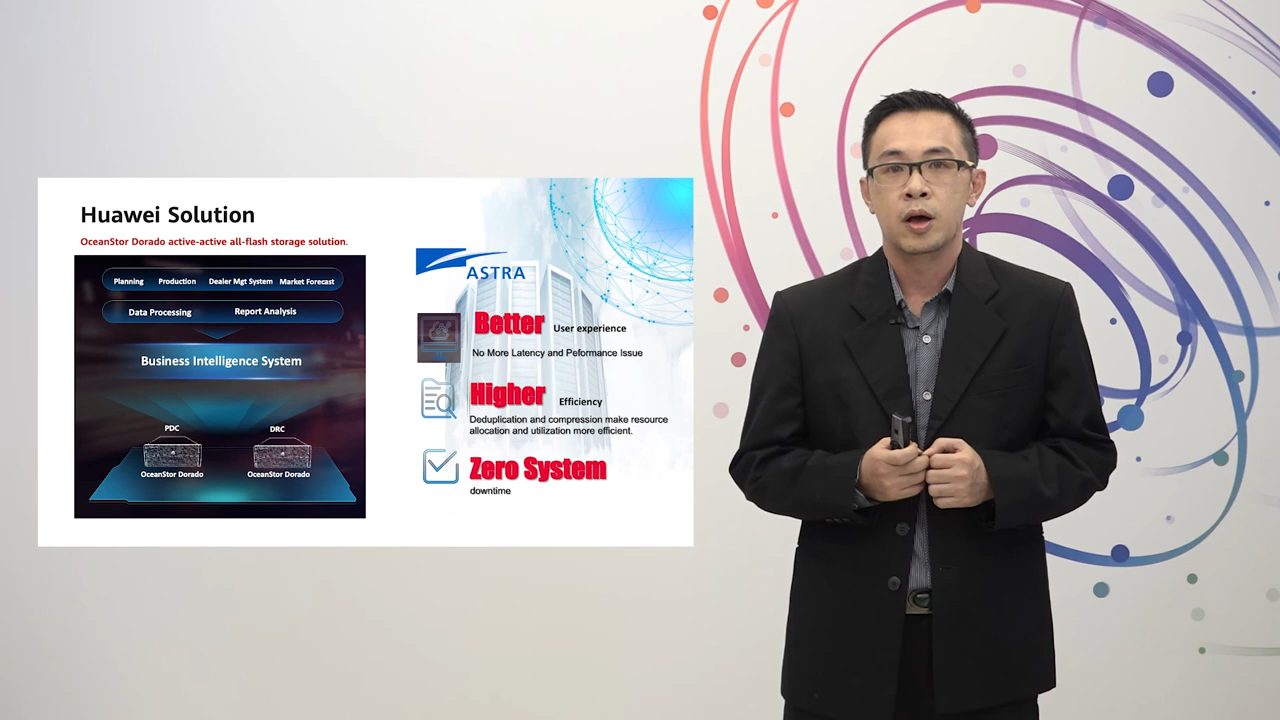 Huawei Solution
OceanStor Dorado active-active all-flash storage solution.
Planning Production Dealer Mgt System Market Forecast
Data Processing Report Analysis
Business Intelligence System
PDC DRC
OceanStor Dorado OceanStor Dorado
ASTRA
Better User experience
No More Latency and Peformance Issue
Higher Efficiency
Deduplication and compression make resource
allocation and utilization more efficient.
Zero System
downtime